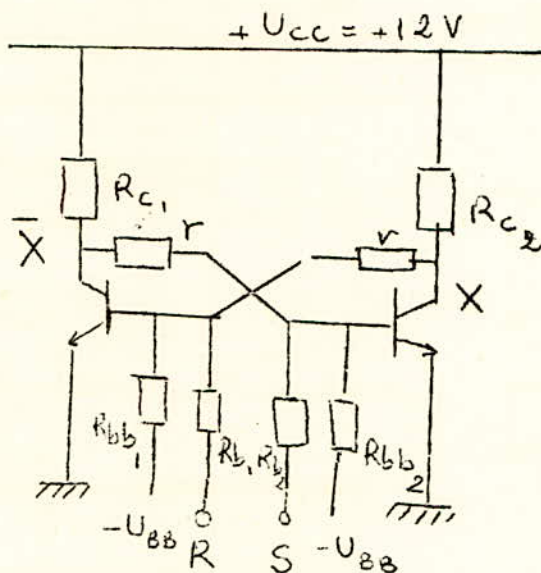 + Ucc = +12 V
Rc1
Rc2
X̄
r
r
X
Rbb1
Rb1
Rb2
Rbb2
-UBB
R
S
-UBB